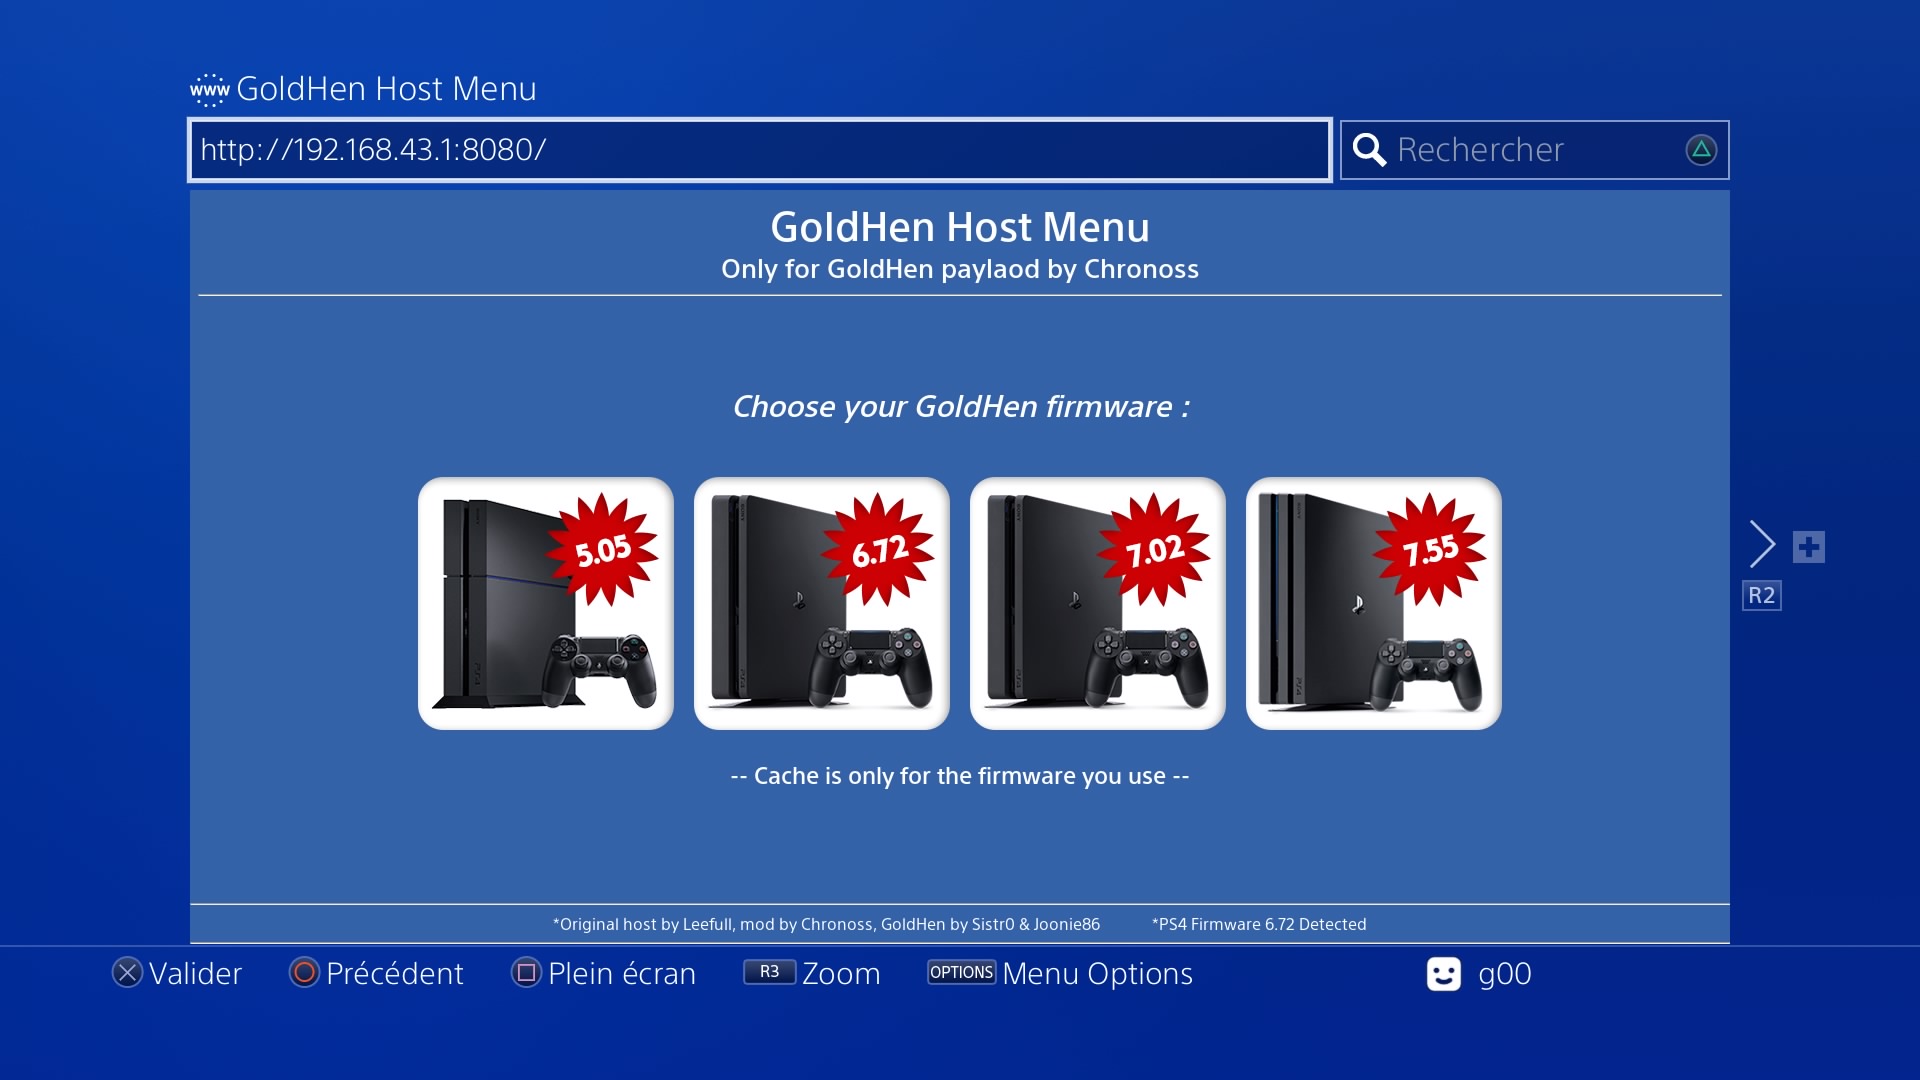 www GoldHen Host Menu
http://192.168.43.1:8080/
Rechercher
GoldHen Host Menu
Only for GoldHen paylaod by Chronoss
Choose your GoldHen firmware :
5.05
6.72
7.02
7.55
R2
-- Cache is only for the firmware you use --
*Original host by Leefull, mod by Chronoss, GoldHen by Sistr0 & Joonie86 *PS4 Firmware 6.72 Detected
Valider Précédent Plein écran R3 Zoom OPTIONS Menu Options g00